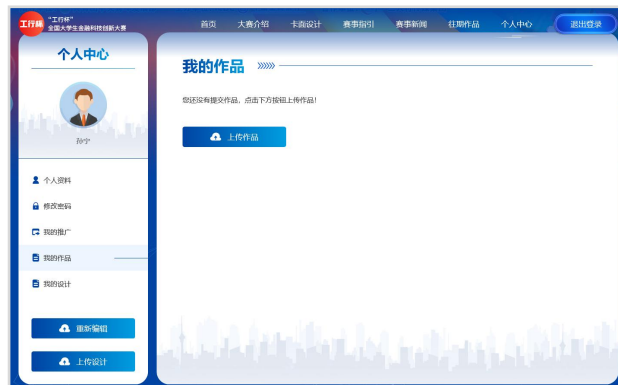 工行杯
“工行杯”
全国大学生金融科技创新大赛
首页 大赛介绍 卡面设计 赛事指引 赛事新闻 往期作品 个人中心 退出登录
个人中心
孙宁
个人资料
修改密码
我的推广
我的作品
我的设计
重新编辑
上传设计
我的作品
您还没有提交作品，点击下方按钮上传作品！
上传作品